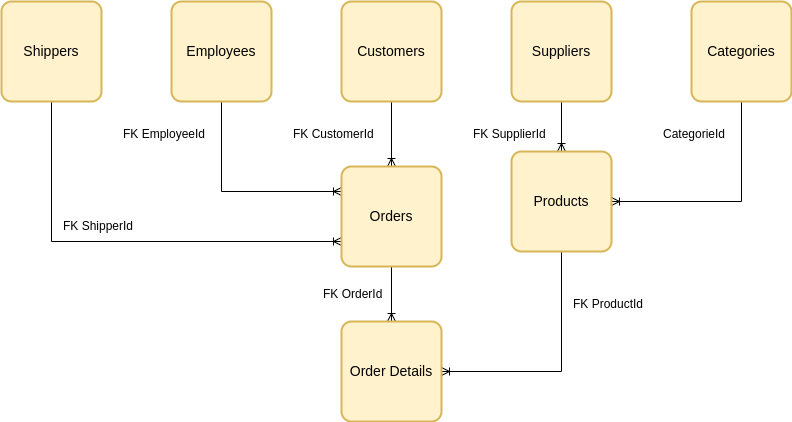 Shippers
Employees
Customers
Suppliers
Categories
FK EmployeeId
FK CustomerId
FK SupplierId
CategorieId
Products
Orders
FK ShipperId
FK OrderId
FK ProductId
Order Details